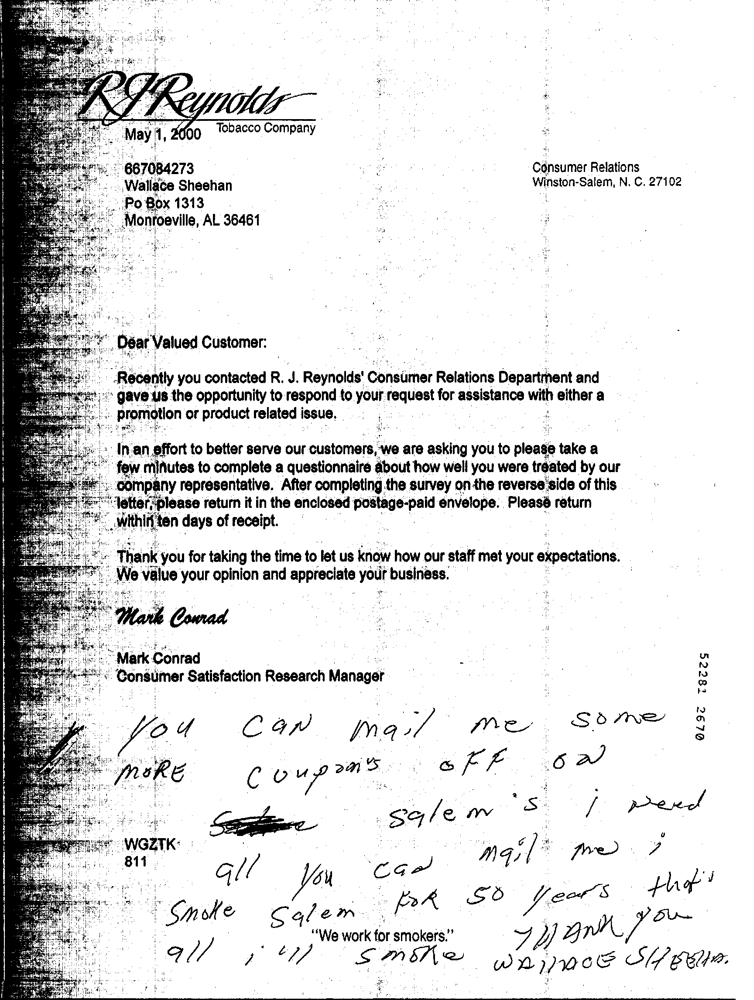 RJReynolds
Tobacco Company
May 1, 2000
667084273
Wallace Sheehan
Po Box 1313
Monroeville, AL 36461
Consumer Relations
Winston-Salem, N. C. 27102
Dear Valued Customer:
Recently you contacted R. J. Reynolds' Consumer Relations Department and
gave us the opportunity to respond to your request for assistance with either a
promotion or product related issue.
In an effort to better serve our customers, we are asking you to please take a
few minutes to complete a questionnaire about how well you were treated by our
company representative. After completing the survey on the reverse side of this
letter, please return it in the enclosed postage-paid envelope. Please return
within ten days of receipt.
Thank you for taking the time to let us know how our staff met your expectations.
We value your opinion and appreciate your business.
Mark Conrad
Mark Conrad
Consumer Satisfaction Research Manager
52281 2670
You CAN mail me some
MORE Coupon's OFF ON
Salem's i Need
WGZTK
811
all you can mail me i
Smoke Salem FOR 50 years that's
all i'll smoke THANK you
"We work for smokers."
WAllACE